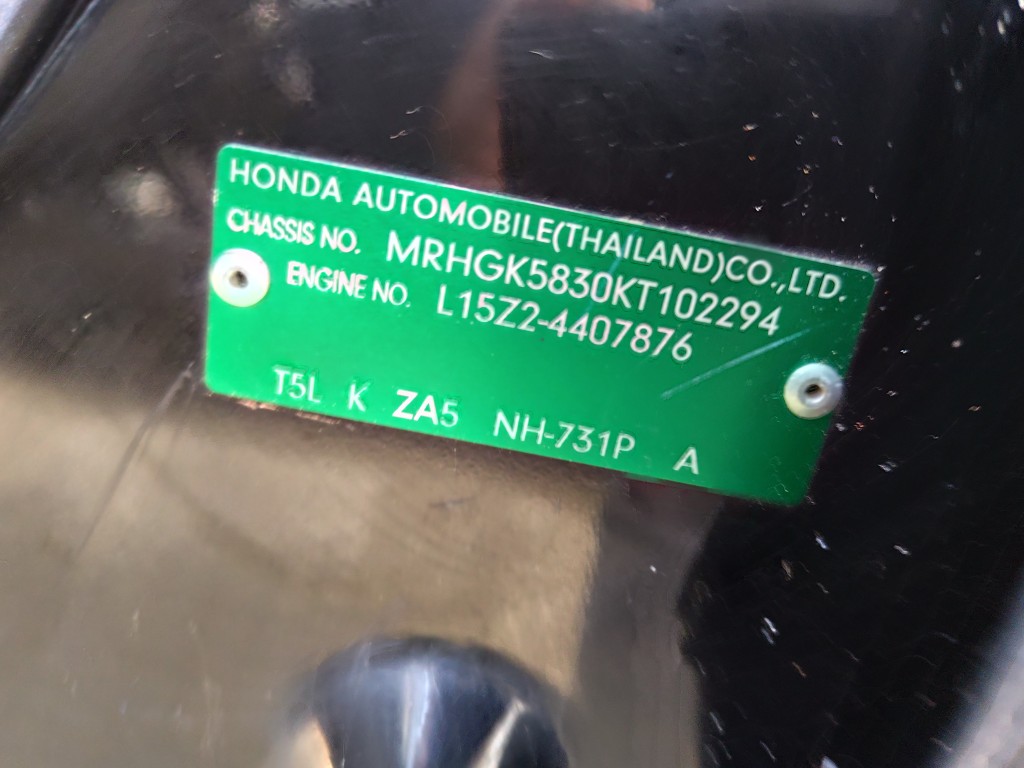 HONDA AUTOMOBILE(THAILAND)CO.,LTD.
CHASSIS NO. MRHGK5830KT102294
ENGINE NO. L15Z2-4407876
T5L K ZA5 NH-731P A